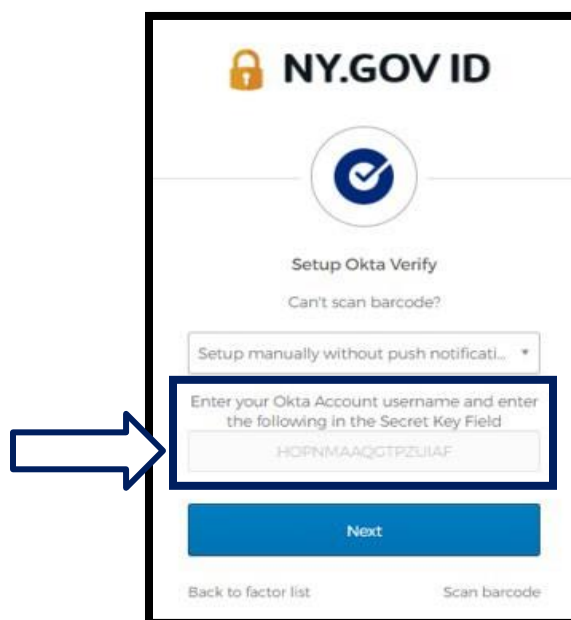 NY.GOV ID
Setup Okta Verify
Can't scan barcode?
Setup manually without push notificati...
Enter your Okta Account username and enter
the following in the Secret Key Field
HOPNMAAQGTPZUIAF
Next
Back to factor list
Scan barcode